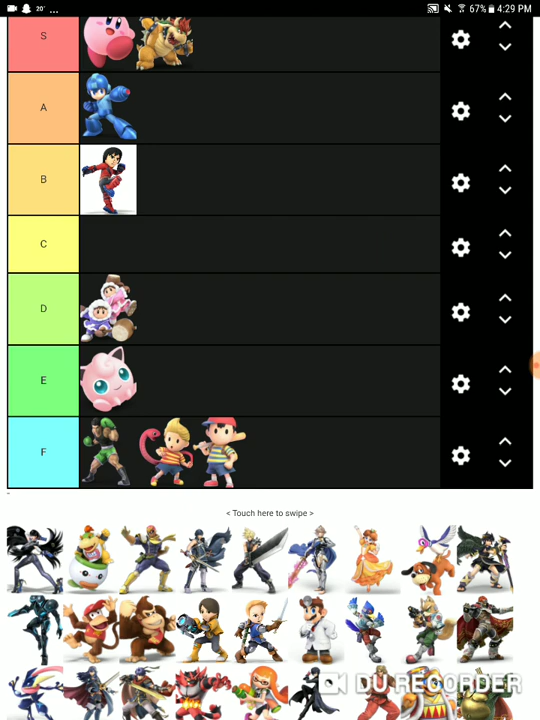 20° ...
67% 4:29 PM
S
A
B
C
D
E
F
< Touch here to swipe >
DU RECORDER